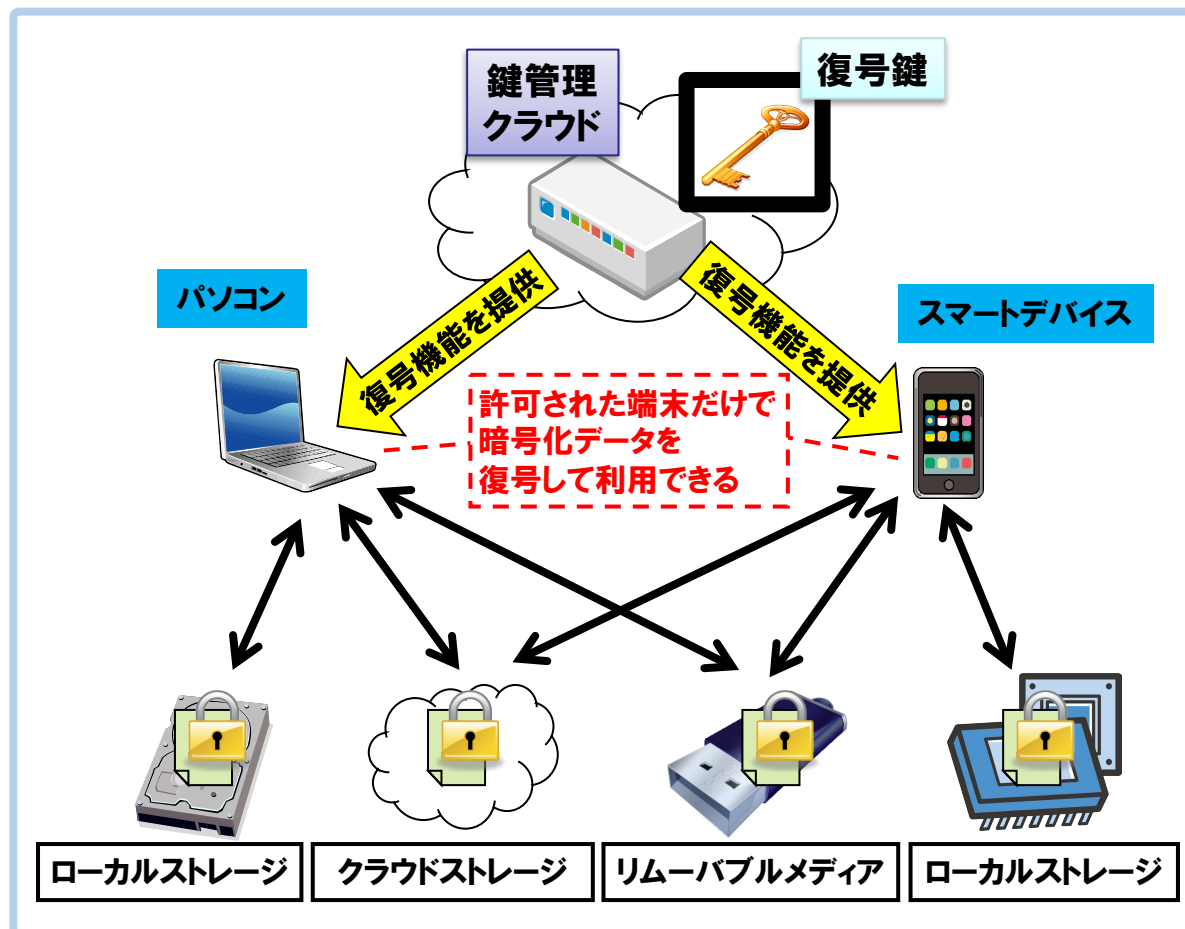 鍵管理
クラウド
復号鍵
パソコン
復号機能を提供
復号機能を提供
スマートデバイス
許可された端末だけで
暗号化データを
復号して利用できる
ローカルストレージ
クラウドストレージ
リムーバブルメディア
ローカルストレージ